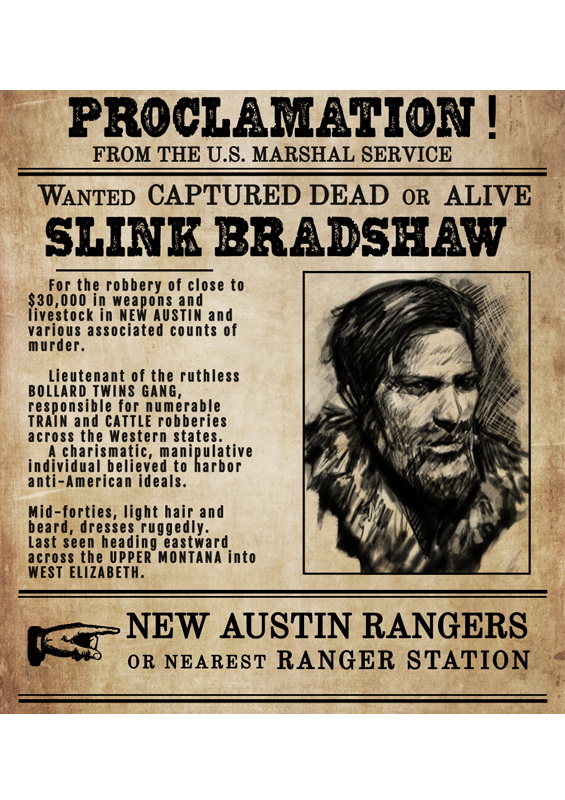 PROCLAMATION!
FROM THE U.S. MARSHAL SERVICE
WANTED CAPTURED DEAD OR ALIVE
SLINK BRADSHAW
For the robbery of close to
$30,000 in weapons and
livestock in NEW AUSTIN and
various associated counts of
murder.
Lieutenant of the ruthless
BOLLARD TWINS GANG,
responsible for numerable
TRAIN and CATTLE robberies
across the Western states.
A charismatic, manipulative
individual believed to harbor
anti-American ideals.
Mid-forties, light hair and
beard, dresses ruggedly.
Last seen heading eastward
across the UPPER MONTANA into
WEST ELIZABETH.
NEW AUSTIN RANGERS
OR NEAREST RANGER STATION